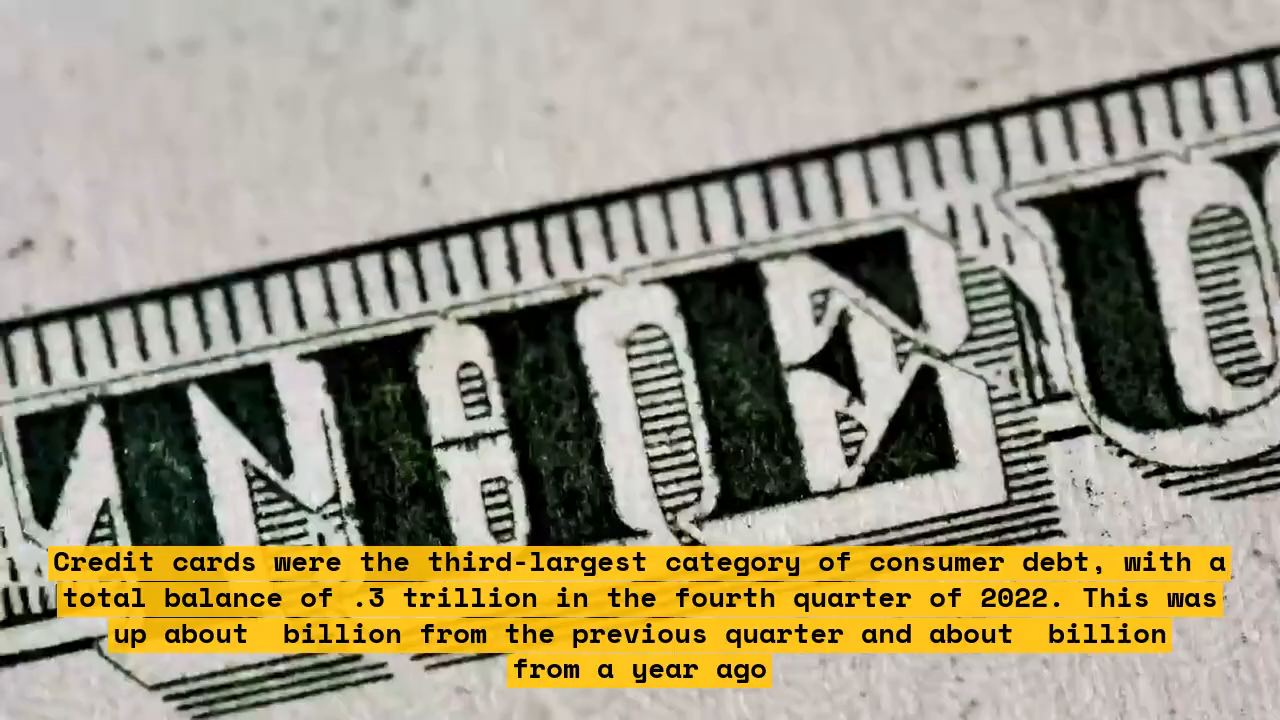 Credit cards were the third-largest category of consumer debt, with a
total balance of .3 trillion in the fourth quarter of 2022. This was
up about  billion from the previous quarter and about  billion
from a year ago